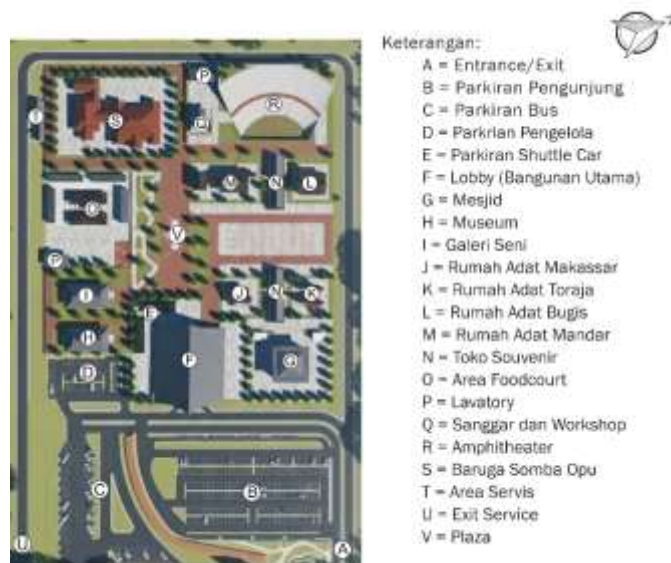 Keterangan:
A = Entrance/Exit
B = Parkiran Pengunjung
C = Parkiran Bus
D = Parkrian Pengelola
E = Parkiran Shuttle Car
F = Lobby (Bangunan Utama)
G = Mesjid
H = Museum
I = Galeri Seni
J = Rumah Adat Makassar
K = Rumah Adat Toraja
L = Rumah Adat Bugis
M = Rumah Adat Mandar
N = Toko Souvenir
O = Area Foodcourt
P = Lavatory
Q = Sanggar dan Workshop
R = Amphitheater
S = Baruga Somba Opu
T = Area Servis
U = Exit Service
V = Plaza
P
R
T
S
Q
M
N
L
O
V
P
I
E
J
N
K
H
F
G
D
C
B
U
A